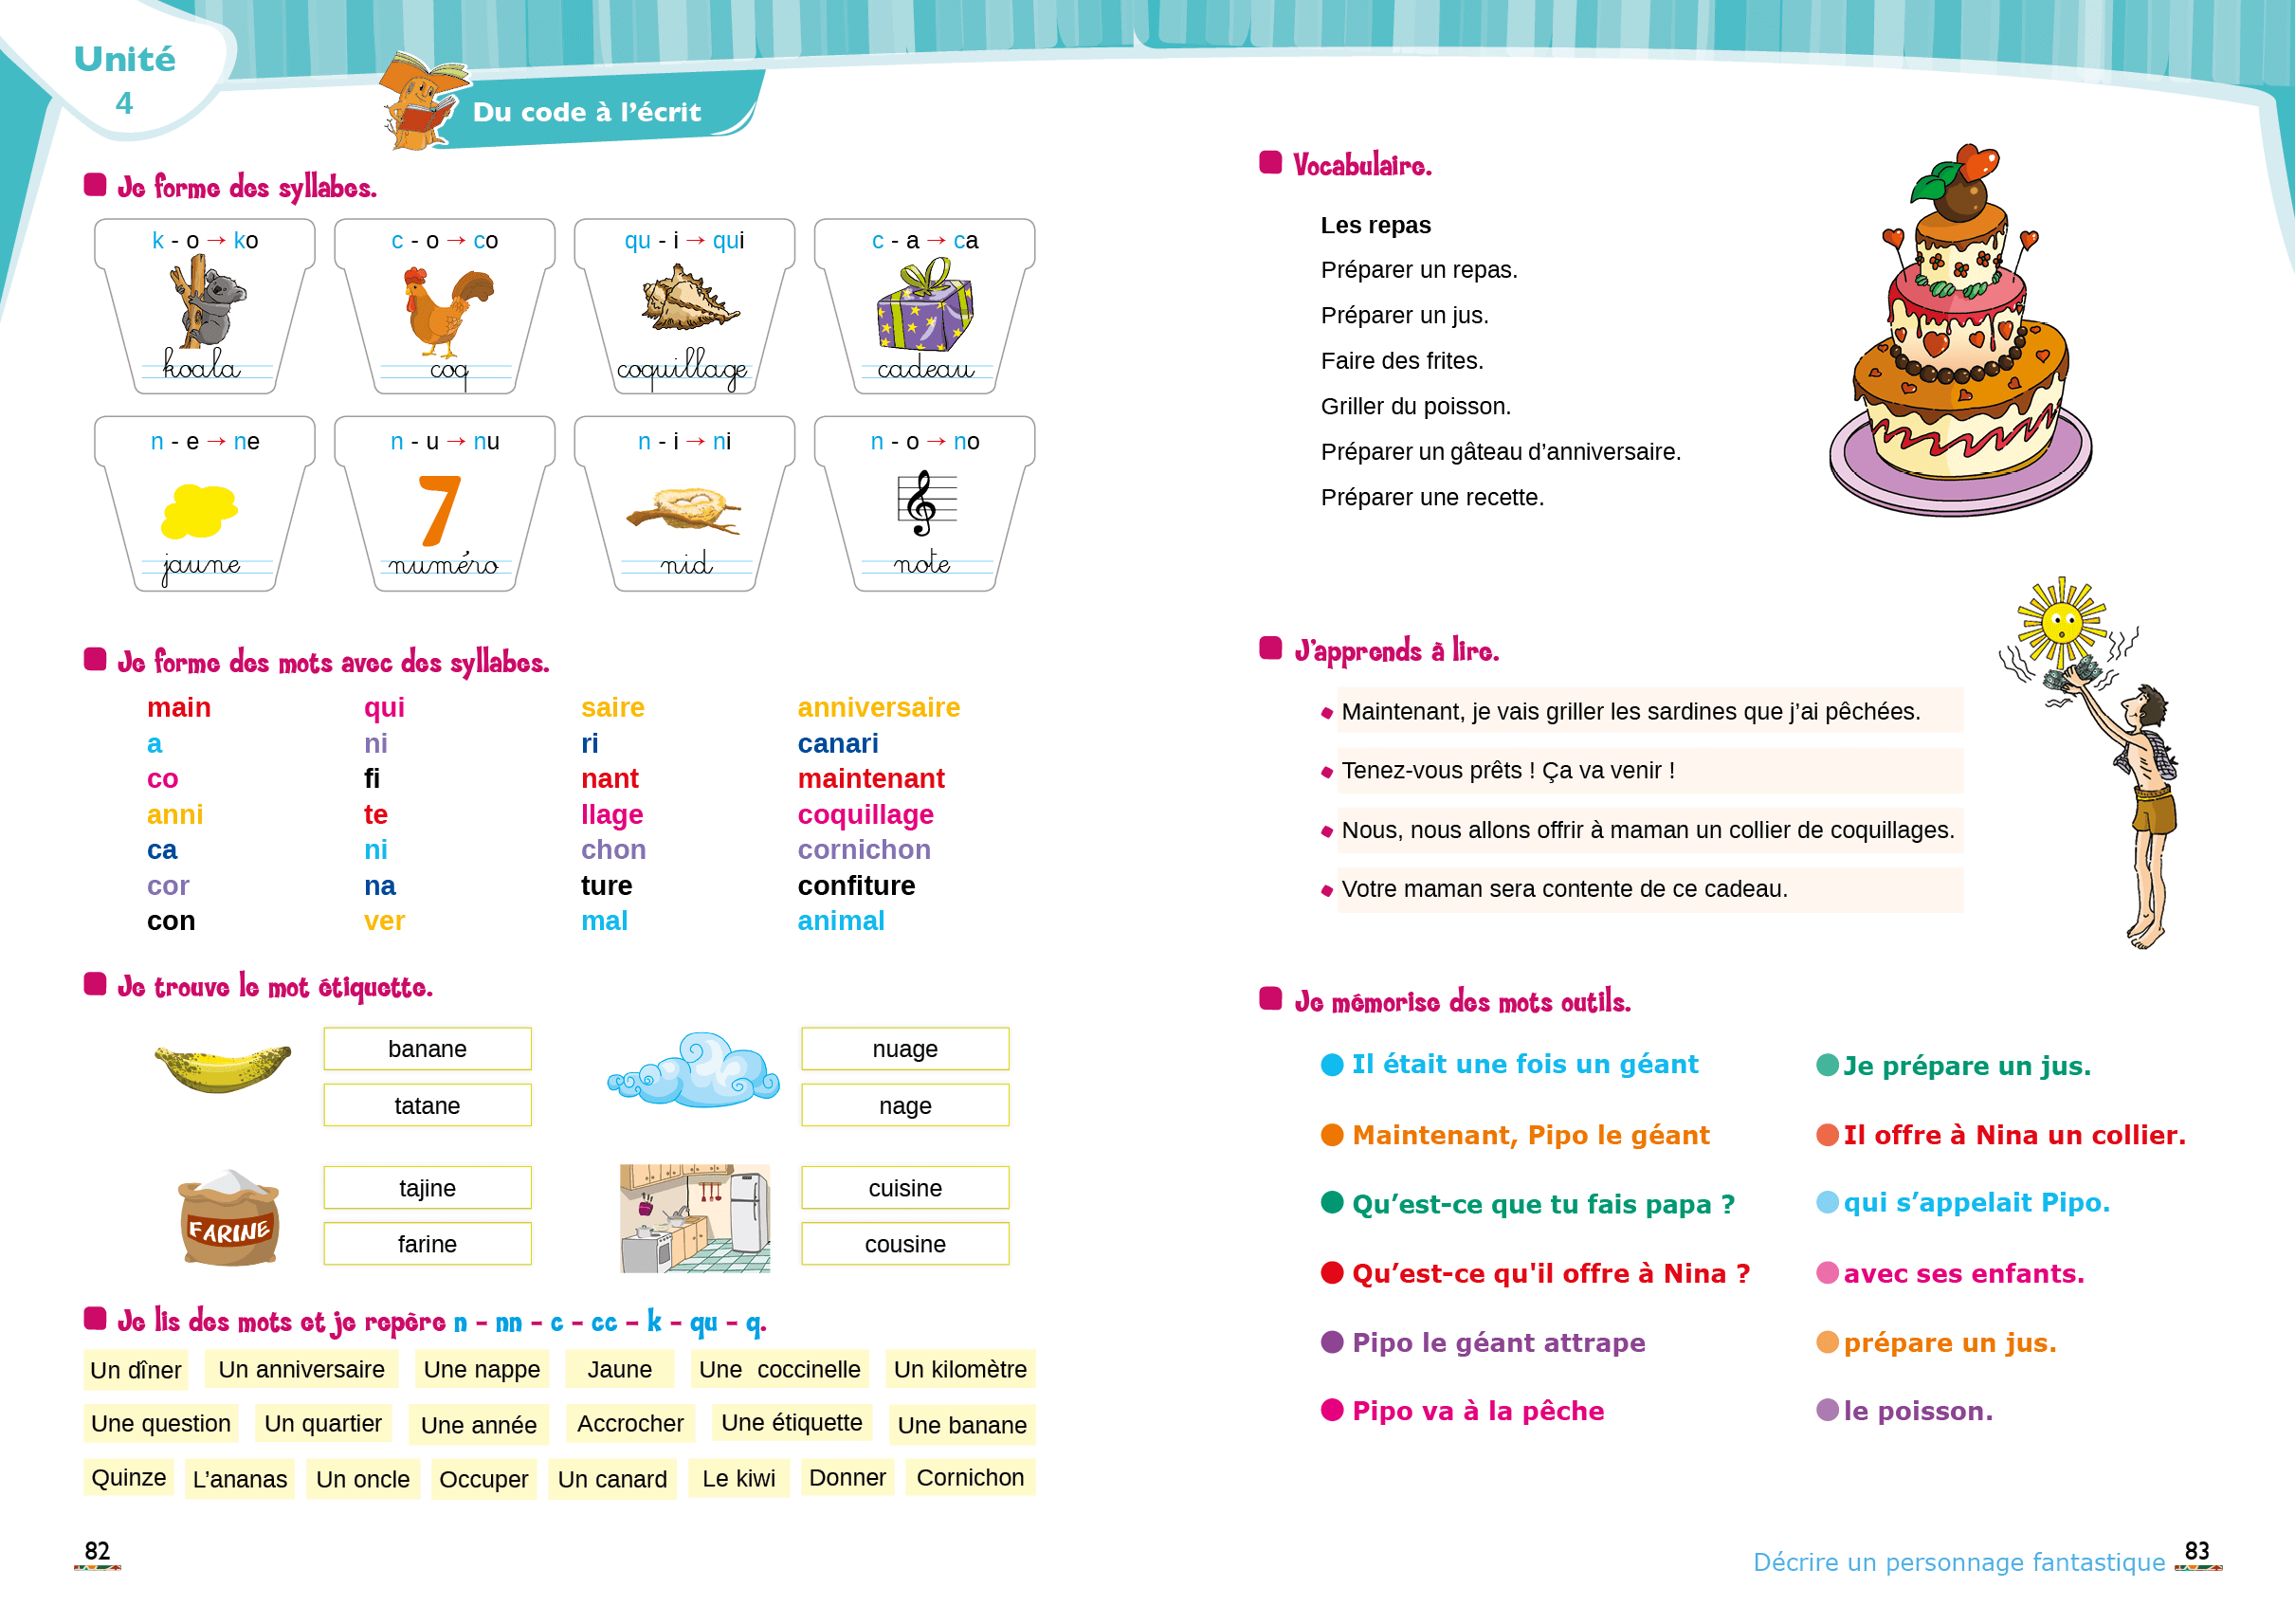 Unité
4
Du code à l’écrit
Je forme des syllabes.
k - o → ko
c - o → co
qu - i → qui
c - a → ca
koala
coq
coquillage
cadeau
n - e → ne
n - u → nu
n - i → ni
n - o → no
7
jaune
numéro
nid
note
Je forme des mots avec des syllabes.
main qui saire anniversaire
a ni ri canari
co fi nant maintenant
anni te llage coquillage
ca ni chon cornichon
cor na ture confiture
con ver mal animal
Je trouve le mot étiquette.
banane
tatane
nuage
nage
FARINE
tajine
farine
cuisine
cousine
Je lis des mots et je repère n - nn - c - cc - k - qu - q.
Un dîner Un anniversaire Une nappe Jaune Une coccinelle Un kilomètre
Une question Un quartier Une année Accrocher Une étiquette Une banane
Quinze L’ananas Un oncle Occuper Un canard Le kiwi Donner Cornichon
82
Vocabulaire.
Les repas
Préparer un repas.
Préparer un jus.
Faire des frites.
Griller du poisson.
Préparer un gâteau d’anniversaire.
Préparer une recette.
J’apprends à lire.
Maintenant, je vais griller les sardines que j’ai pêchées.
Tenez-vous prêts ! Ça va venir !
Nous, nous allons offrir à maman un collier de coquillages.
Votre maman sera contente de ce cadeau.
Je mémorise des mots outils.
Il était une fois un géant Je prépare un jus.
Maintenant, Pipo le géant Il offre à Nina un collier.
Qu’est-ce que tu fais papa ? qui s’appelait Pipo.
Qu’est-ce qu'il offre à Nina ? avec ses enfants.
Pipo le géant attrape prépare un jus.
Pipo va à la pêche le poisson.
Décrire un personnage fantastique 83